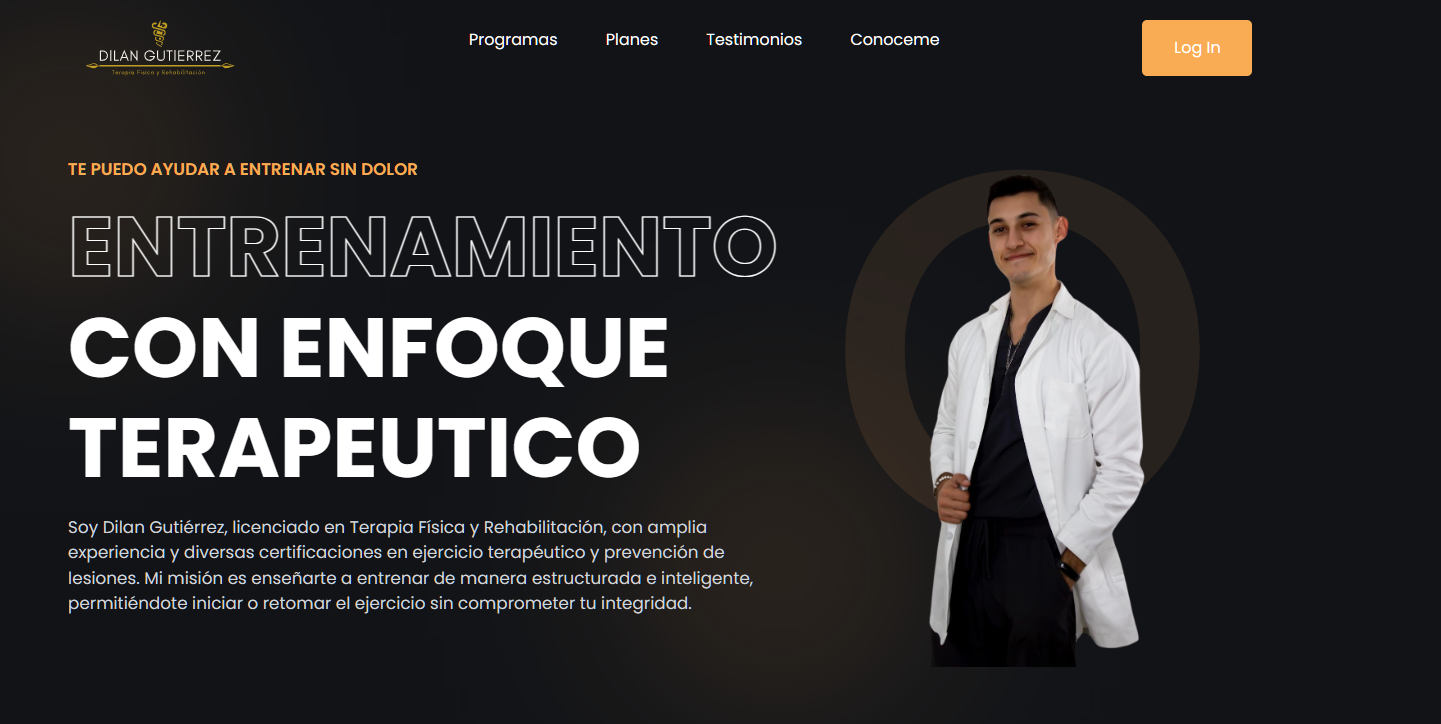 DILAN GUTIERREZ
Terapia Física y Rehabilitación
Programas
Planes
Testimonios
Conoceme
Log In
TE PUEDO AYUDAR A ENTRENAR SIN DOLOR
ENTRENAMIENTO
CON ENFOQUE
TERAPEUTICO
Soy Dilan Gutiérrez, licenciado en Terapia Física y Rehabilitación, con amplia
experiencia y diversas certificaciones en ejercicio terapéutico y prevención de
lesiones. Mi misión es enseñarte a entrenar de manera estructurada e inteligente,
permitiéndote iniciar o retomar el ejercicio sin comprometer tu integridad.